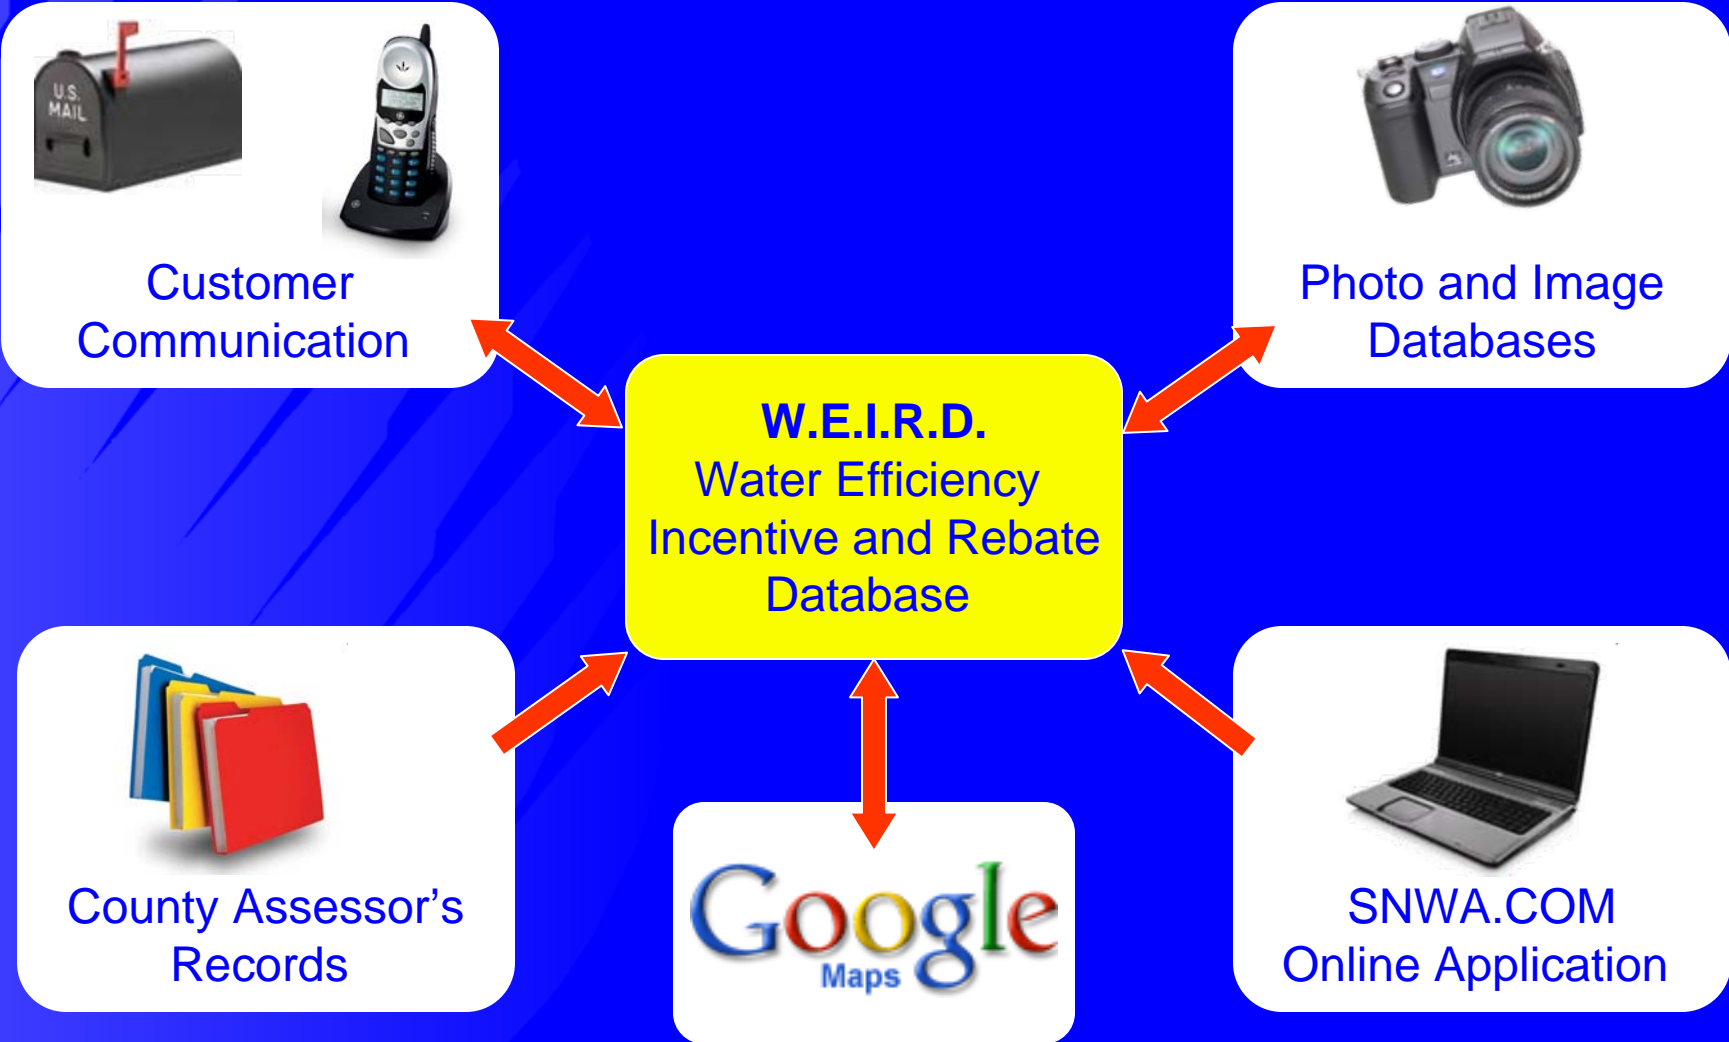 U.S.
MAIL
Customer
Communication
Photo and Image
Databases
W.E.I.R.D.
Water Efficiency
Incentive and Rebate
Database
County Assessor’s
Records
Google
Maps
SNWA.COM
Online Application